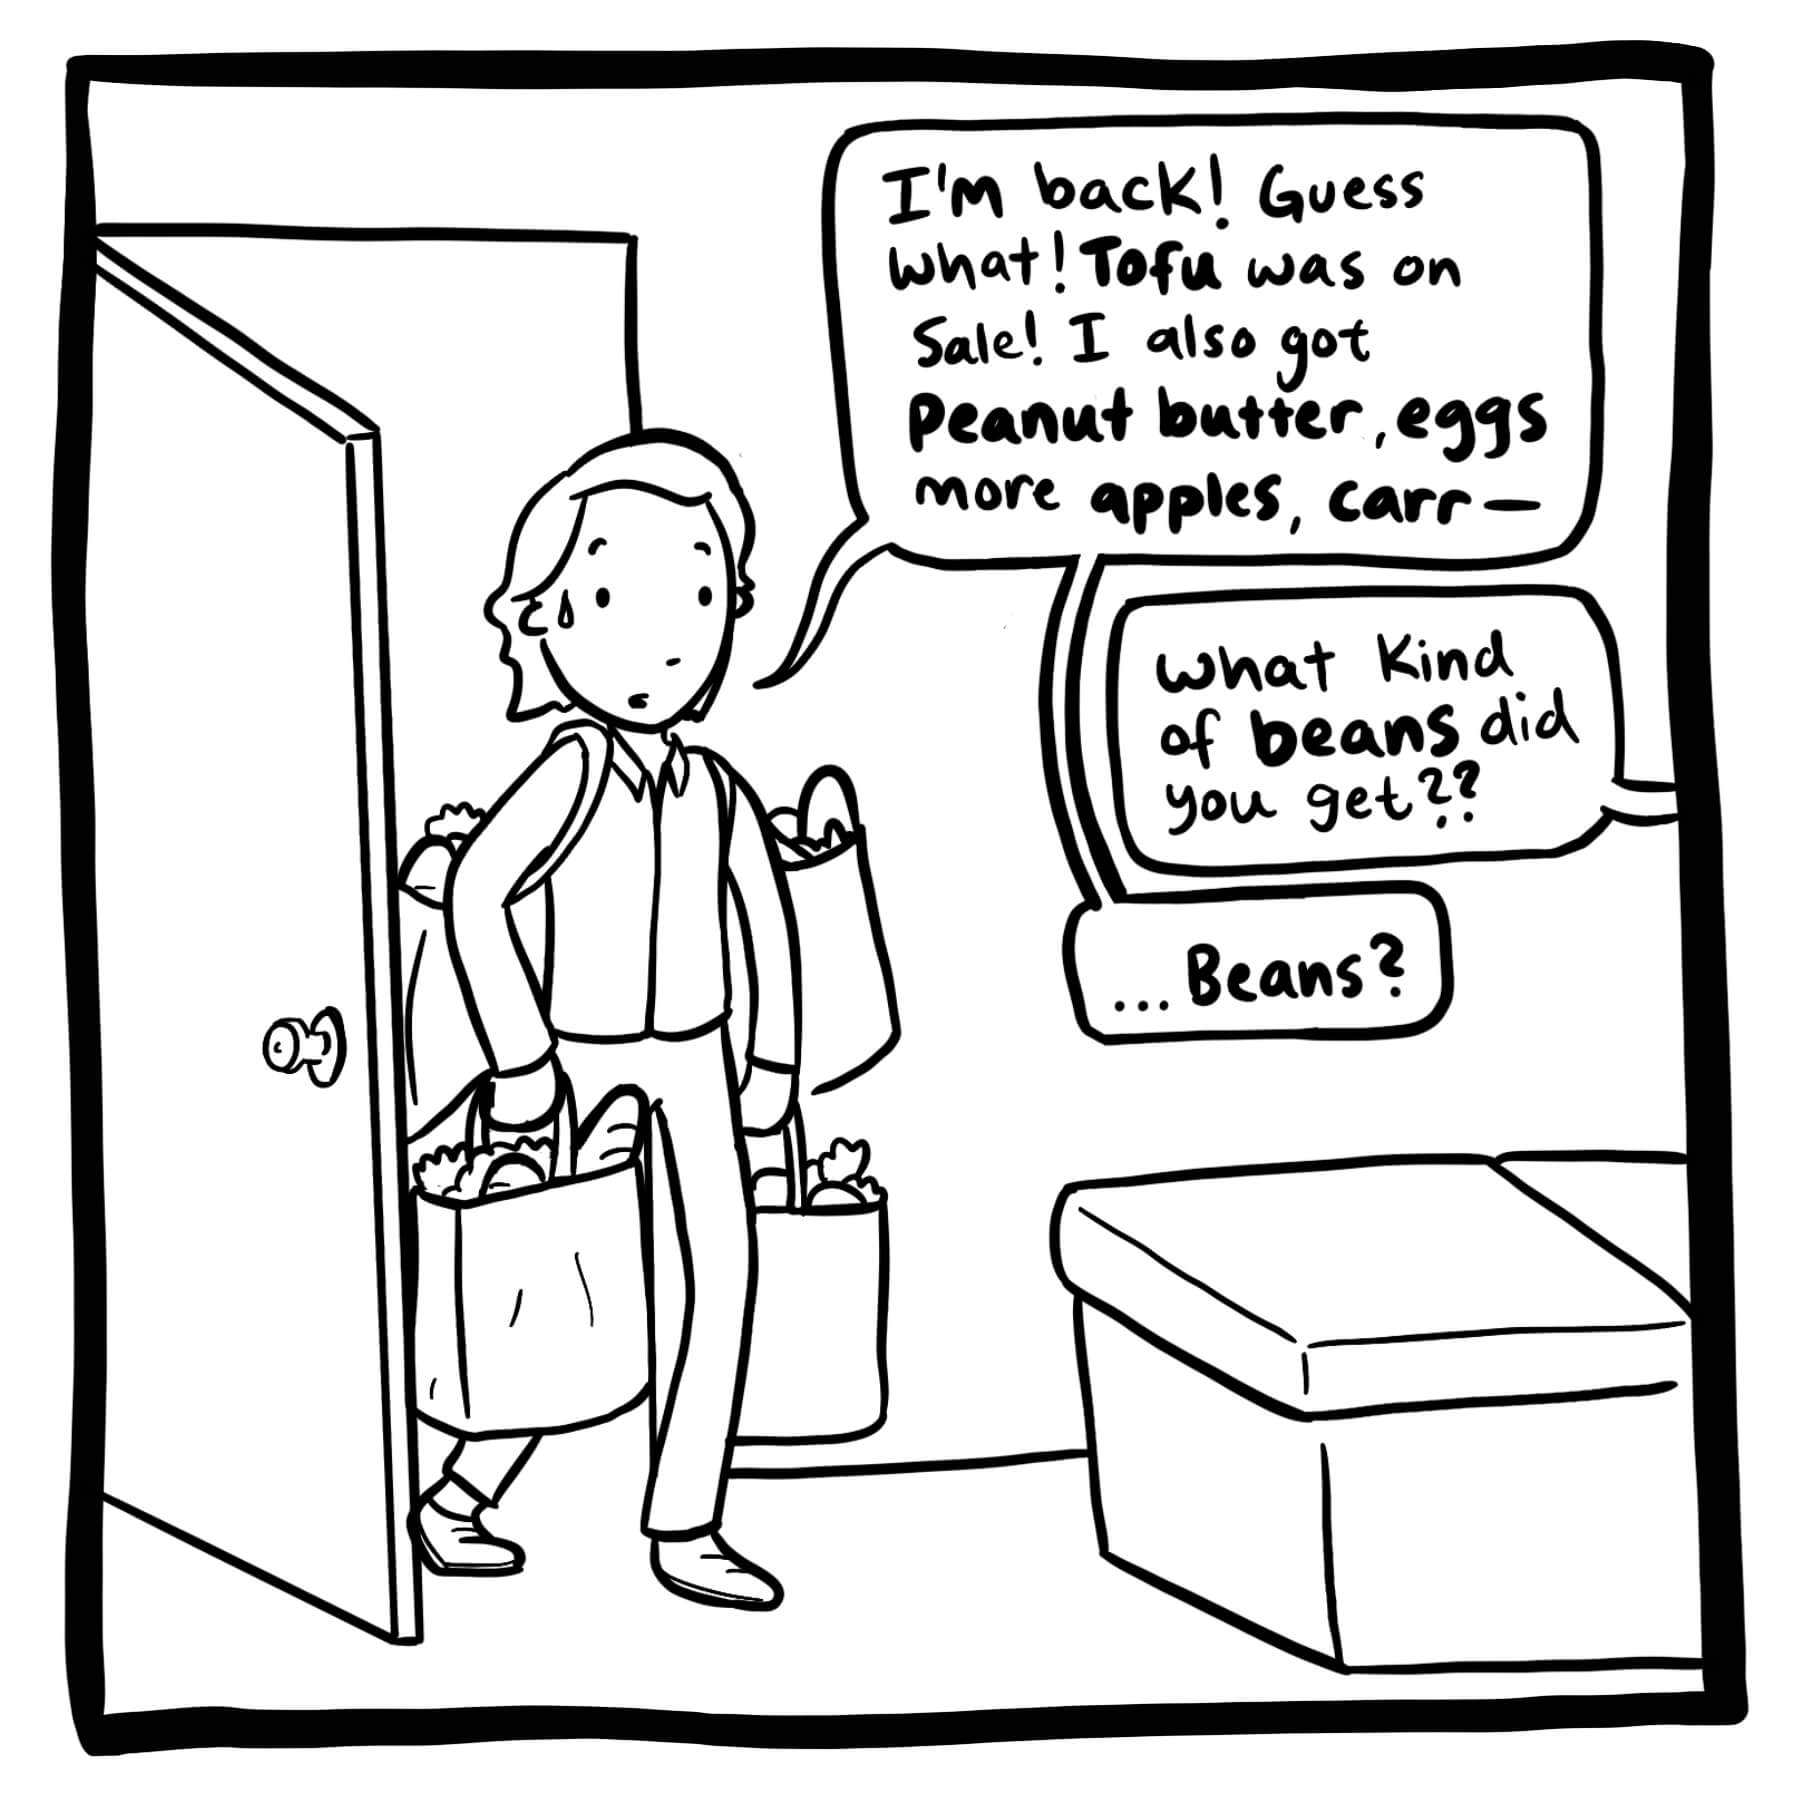 I'm back! Guess
what! Tofu was on
Sale! I also got
Peanut butter, eggs
more apples, carr—
what kind
of beans did
you get??
...Beans?